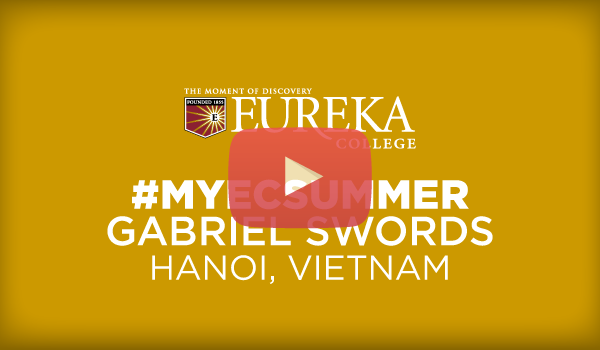 THE MOMENT OF DISCOVERY
FOUNDED 1855
E
EUREKA
COLLEGE
#MYECSUMMER
GABRIEL SWORDS
HANOI, VIETNAM